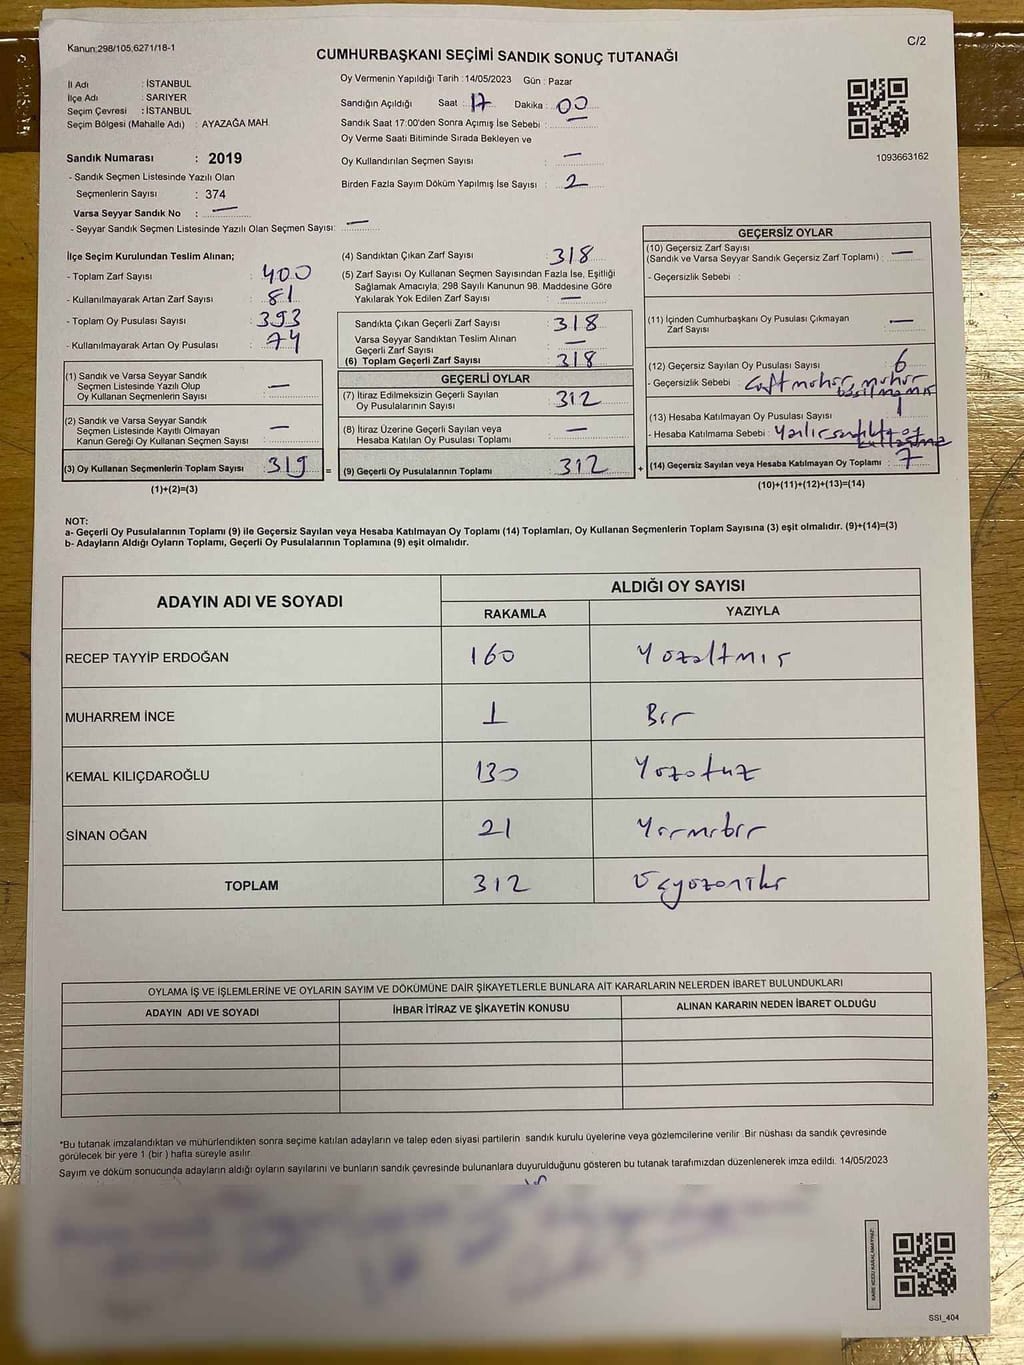 Kanun:298/105,6271/18-1
C/2
CUMHURBAŞKANI SEÇİMİ SANDIK SONUÇ TUTANAĞI
İl Adı : İSTANBUL
İlçe Adı : SARIYER
Seçim Çevresi : İSTANBUL
Seçim Bölgesi (Mahalle Adı) : AYAZAĞA MAH.
Sandık Numarası : 2019
- Sandık Seçmen Listesinde Yazılı Olan
Seçmenlerin Sayısı : 374
Varsa Seyyar Sandık No : —
- Seyyar Sandık Seçmen Listesinde Yazılı Olan Seçmen Sayısı: —
Oy Vermenin Yapıldığı Tarih : 14/05/2023 Gün : Pazar
Sandığın Açıldığı Saat : 17 Dakika : 00
Sandık Saat 17:00'den Sonra Açımış İse Sebebi : —
Oy Verme Saati Bitiminde Sırada Bekleyen ve
Oy Kullandırılan Seçmen Sayısı : —
Birden Fazla Sayım Döküm Yapılmış İse Sayısı : 2
1093663162
İlçe Seçim Kurulundan Teslim Alınan;
- Toplam Zarf Sayısı : 400
- Kullanılmayarak Artan Zarf Sayısı : 81
- Toplam Oy Pusulası Sayısı : 393
- Kullanılmayarak Artan Oy Pusulası : 74
(1) Sandık ve Varsa Seyyar Sandık
Seçmen Listesinde Yazılı Olup
Oy Kullanan Seçmenlerin Sayısı : —
(2) Sandık ve Varsa Seyyar Sandık
Seçmen Listesinde Kayıtlı Olmayan
Kanun Gereği Oy Kullanan Seçmen Sayısı : —
(3) Oy Kullanan Seçmenlerin Toplam Sayısı : 319 =
(1)+(2)=(3)
(4) Sandıktan Çıkan Zarf Sayısı : 318
(5) Zarf Sayısı Oy Kullanan Seçmen Sayısından Fazla İse, Eşitliği
Sağlamak Amacıyla, 298 Sayılı Kanunun 98. Maddesine Göre
Yakılarak Yok Edilen Zarf Sayısı : —
Sandıkta Çıkan Geçerli Zarf Sayısı : 318
Varsa Seyyar Sandıktan Teslim Alınan
Geçerli Zarf Sayısı : —
(6) Toplam Geçerli Zarf Sayısı : 318
GEÇERLİ OYLAR
(7) İtiraz Edilmeksizin Geçerli Sayılan
Oy Pusulalarının Sayısı : 312
(8) İtiraz Üzerine Geçerli Sayılan veya
Hesaba Katılan Oy Pusulası Toplamı : —
(9) Geçerli Oy Pusulalarının Toplamı : 312 +
GEÇERSİZ OYLAR
(10) Geçersiz Zarf Sayısı
(Sandık ve Varsa Seyyar Sandık Geçersiz Zarf Toplamı) : —
- Geçersizlik Sebebi :
(11) İçinden Cumhurbaşkanı Oy Pusulası Çıkmayan
Zarf Sayısı : —
(12) Geçersiz Sayılan Oy Pusulası Sayısı : 6
- Geçersizlik Sebebi : Çift mühür, mühür
basılmamış
(13) Hesaba Katılmayan Oy Pusulası Sayısı : 1
- Hesaba Katılmama Sebebi : Yanlış sandıkta oy
kullanma
(14) Geçersiz Sayılan veya Hesaba Katılmayan Oy Toplamı : 7
(10)+(11)+(12)+(13)=(14)
NOT:
a- Geçerli Oy Pusulalarının Toplamı (9) ile Geçersiz Sayılan veya Hesaba Katılmayan Oy Toplamı (14) Toplamları, Oy Kullanan Seçmenlerin Toplam Sayısına (3) eşit olmalıdır. (9)+(14)=(3)
b- Adayların Aldığı Oyların Toplamı, Geçerli Oy Pusulalarının Toplamına (9) eşit olmalıdır.
ADAYIN ADI VE SOYADI ALDIĞI OY SAYISI
RAKAMLA YAZIYLA
RECEP TAYYİP ERDOĞAN 160 Yüzaltmış
MUHARREM İNCE 1 Bir
KEMAL KILIÇDAROĞLU 130 Yüzotuz
SİNAN OĞAN 21 Yirmibir
TOPLAM 312 Üçyüzoniki
OYLAMA İŞ VE İŞLEMLERİNE VE OYLARIN SAYIM VE DÖKÜMÜNE DAİR ŞİKAYETLERLE BUNLARA AİT KARARLARIN NELERDEN İBARET BULUNDUKLARI
ADAYIN ADI VE SOYADI İHBAR İTİRAZ VE ŞİKAYETİN KONUSU ALINAN KARARIN NEDEN İBARET OLDUĞU
*Bu tutanak imzalandıktan ve mühürlendikten sonra seçime katılan adayların ve talep eden siyasi partilerin sandık kurulu üyelerine veya gözlemcilerine verilir .Bir nüshası da sandık çevresinde
görülecek bir yere 1 (bir ) hafta süreyle asılır.
Sayım ve döküm sonucunda adayların aldığı oyların sayılarını ve bunların sandık çevresinde bulunanlara duyurulduğunu gösteren bu tutanak tarafımızdan düzenlenerek imza edildi. 14/05/2023
KARE KODU KARALAMAYINIZ!
SSI_404